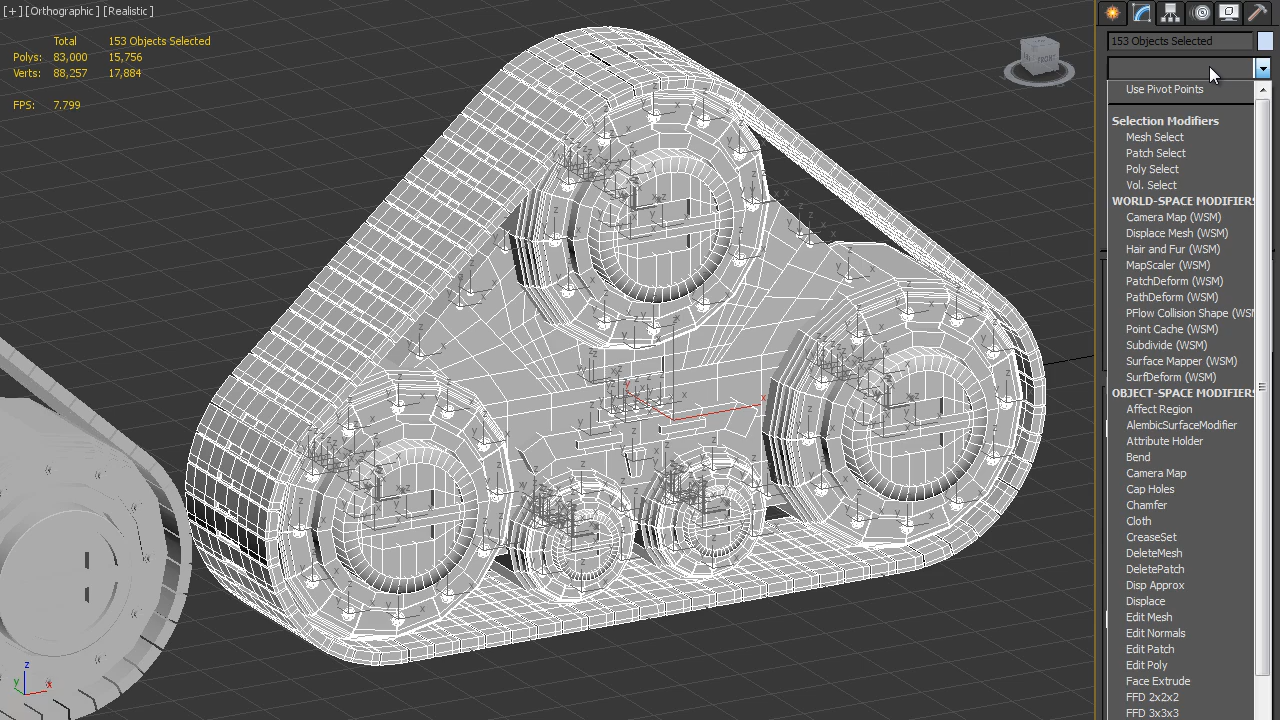 [+] [Orthographic] [Realistic]
Total 153 Objects Selected
Polys: 83,000 15,756
Verts: 88,257 17,884
FPS: 7.799
FRONT
153 Objects Selected
Use Pivot Points
Selection Modifiers
Mesh Select
Patch Select
Poly Select
Vol. Select
WORLD-SPACE MODIFIERS
Camera Map (WSM)
Displace Mesh (WSM)
Hair and Fur (WSM)
MapScaler (WSM)
PatchDeform (WSM)
PathDeform (WSM)
PFlow Collision Shape (WSM
Point Cache (WSM)
Subdivide (WSM)
Surface Mapper (WSM)
SurfDeform (WSM)
OBJECT-SPACE MODIFIERS
Affect Region
AlembicSurfaceModifier
Attribute Holder
Bend
Camera Map
Cap Holes
Chamfer
Cloth
CreaseSet
DeleteMesh
DeletePatch
Disp Approx
Displace
Edit Mesh
Edit Normals
Edit Patch
Edit Poly
Face Extrude
FFD 2x2x2
FFD 3x3x3
z
y
x